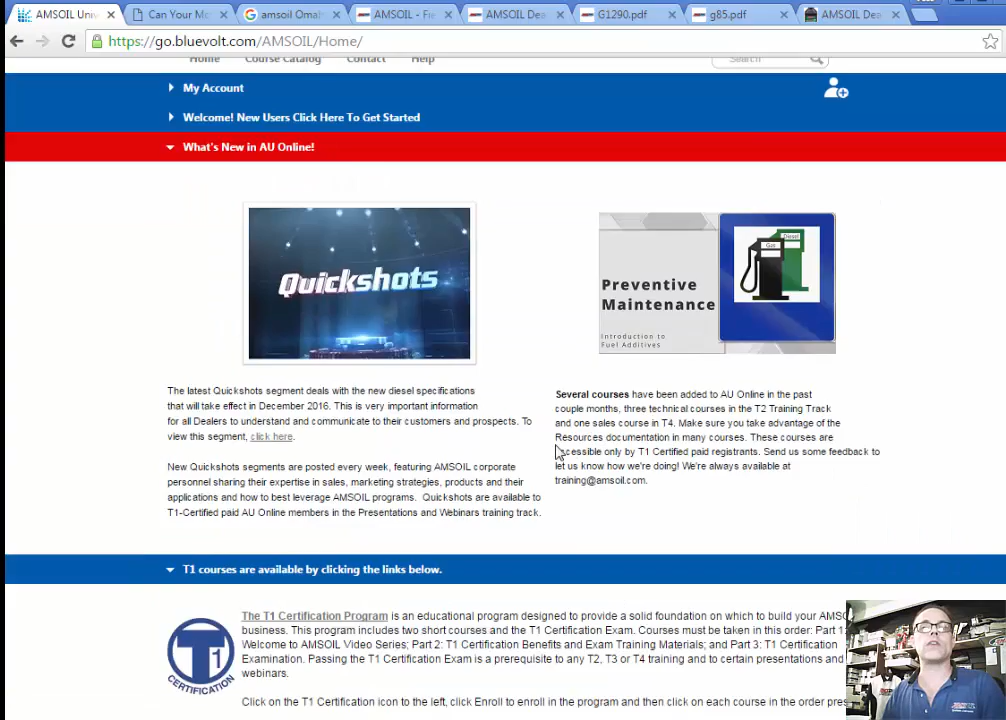 AMSOIL Uni
Can Your Mo
amsoil Omah
AMSOIL - Fre
AMSOIL Dea
G1290.pdf
g85.pdf
AMSOIL Dea
https://go.bluevolt.com/AMSOIL/Home/
Home Course Catalog Contact Help Search
My Account
Welcome! New Users Click Here To Get Started
What's New in AU Online!
Quickshots
Preventive
Maintenance
Introduction to
Fuel Additives
Gas
Diesel
The latest Quickshots segment deals with the new diesel specifications
that will take effect in December 2016. This is very important information
for all Dealers to understand and communicate to their customers and prospects. To
view this segment, click here.
New Quickshots segments are posted every week, featuring AMSOIL corporate
personnel sharing their expertise in sales, marketing strategies, products and their
applications and how to best leverage AMSOIL programs. Quickshots are available to
T1-Certified paid AU Online members in the Presentations and Webinars training track.
Several courses have been added to AU Online in the past
couple months, three technical courses in the T2 Training Track
and one sales course in T4. Make sure you take advantage of the
Resources documentation in many courses. These courses are
accessible only by T1 Certified paid registrants. Send us some feedback to
let us know how we're doing! We're always available at
training@amsoil.com.
T1 courses are available by clicking the links below.
T1
CERTIFICATION
The T1 Certification Program is an educational program designed to provide a solid foundation on which to build your AMSO
business. This program includes two short courses and the T1 Certification Exam. Courses must be taken in this order: Part 1:
Welcome to AMSOIL Video Series; Part 2: T1 Certification Benefits and Exam Training Materials; and Part 3: T1 Certification
Examination. Passing the T1 Certification Exam is a prerequisite to any T2, T3 or T4 training and to certain presentations and
webinars.
Click on the T1 Certification icon to the left, click Enroll to enroll in the program and then click on each course in the order pres